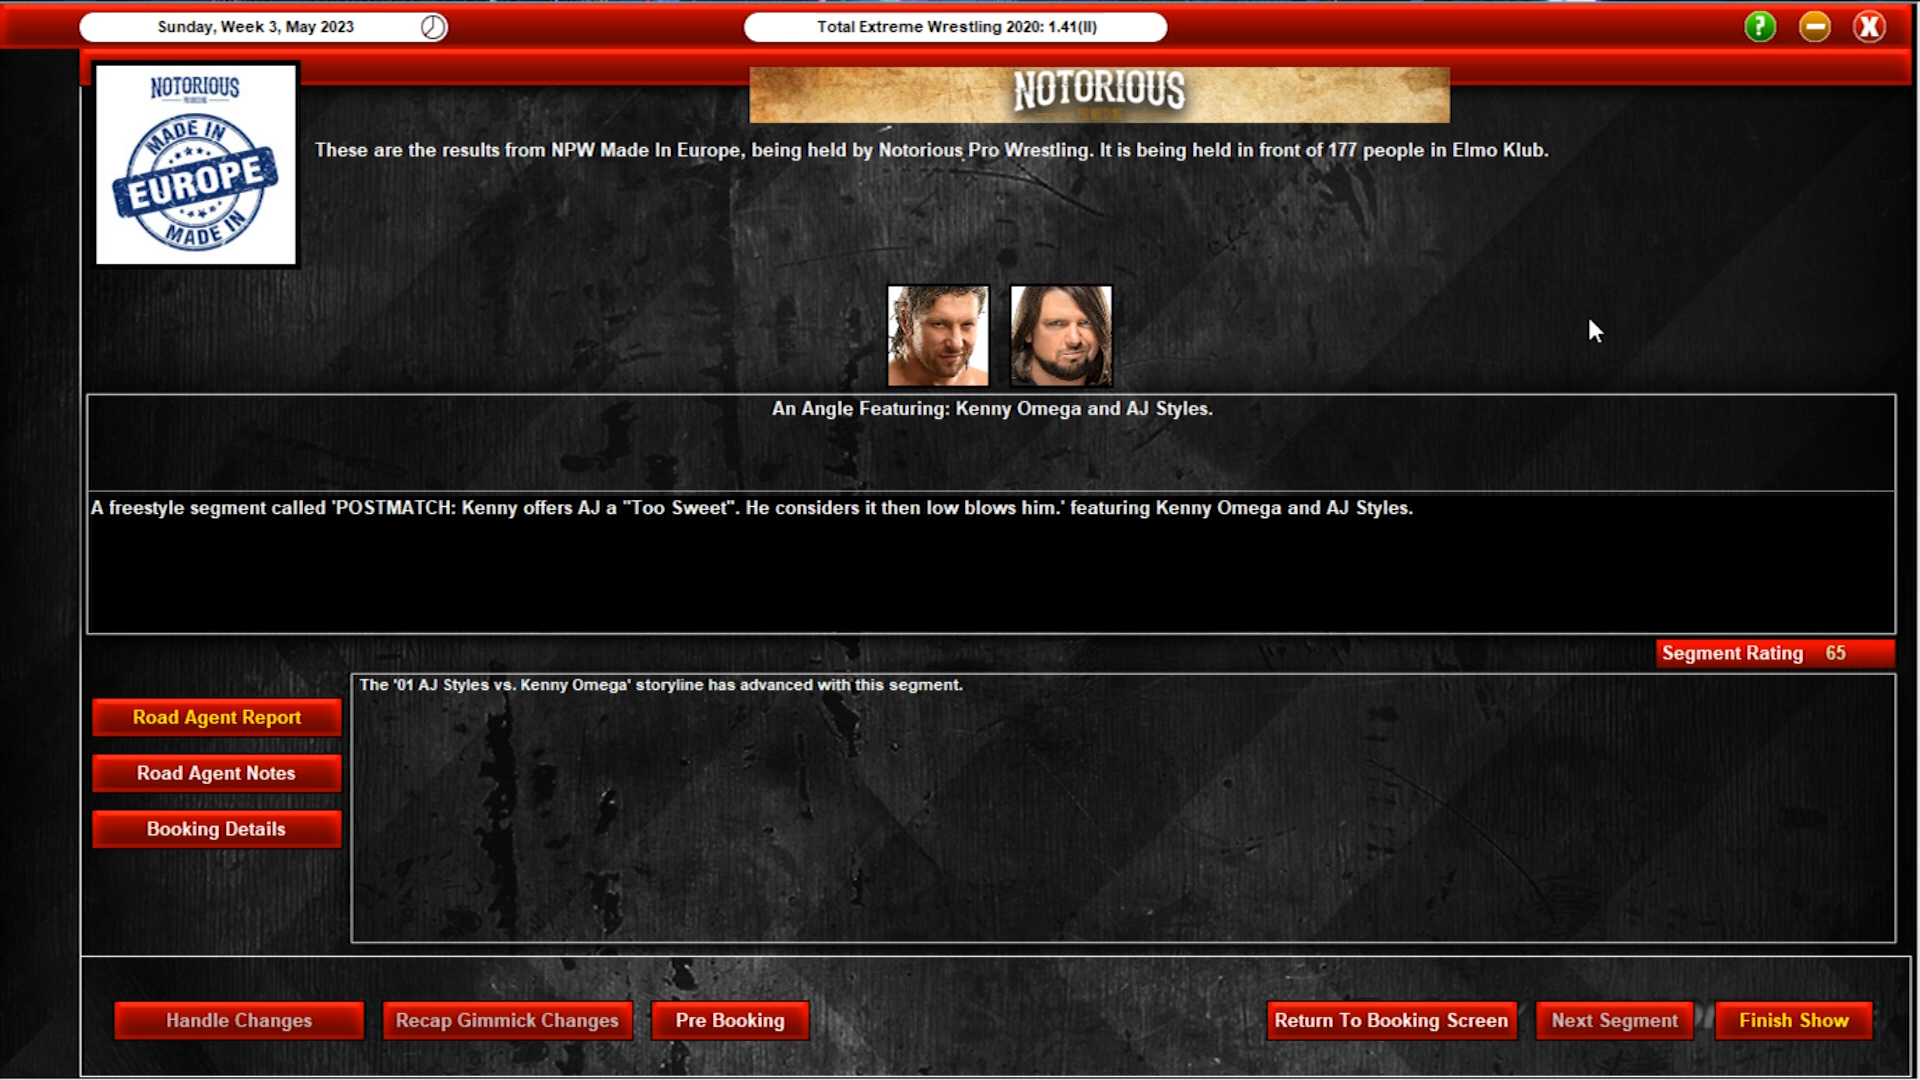 Sunday, Week 3, May 2023
Total Extreme Wrestling 2020: 1.41(II)
NOTORIOUS
MADE IN
EUROPE
MADE IN
NOTORIOUS
These are the results from NPW Made In Europe, being held by Notorious Pro Wrestling. It is being held in front of 177 people in Elmo Klub.
An Angle Featuring: Kenny Omega and AJ Styles.
A freestyle segment called 'POSTMATCH: Kenny offers AJ a "Too Sweet". He considers it then low blows him.' featuring Kenny Omega and AJ Styles.
Segment Rating 65
The '01 AJ Styles vs. Kenny Omega' storyline has advanced with this segment.
Road Agent Report
Road Agent Notes
Booking Details
Handle Changes
Recap Gimmick Changes
Pre Booking
Return To Booking Screen
Next Segment
Finish Show